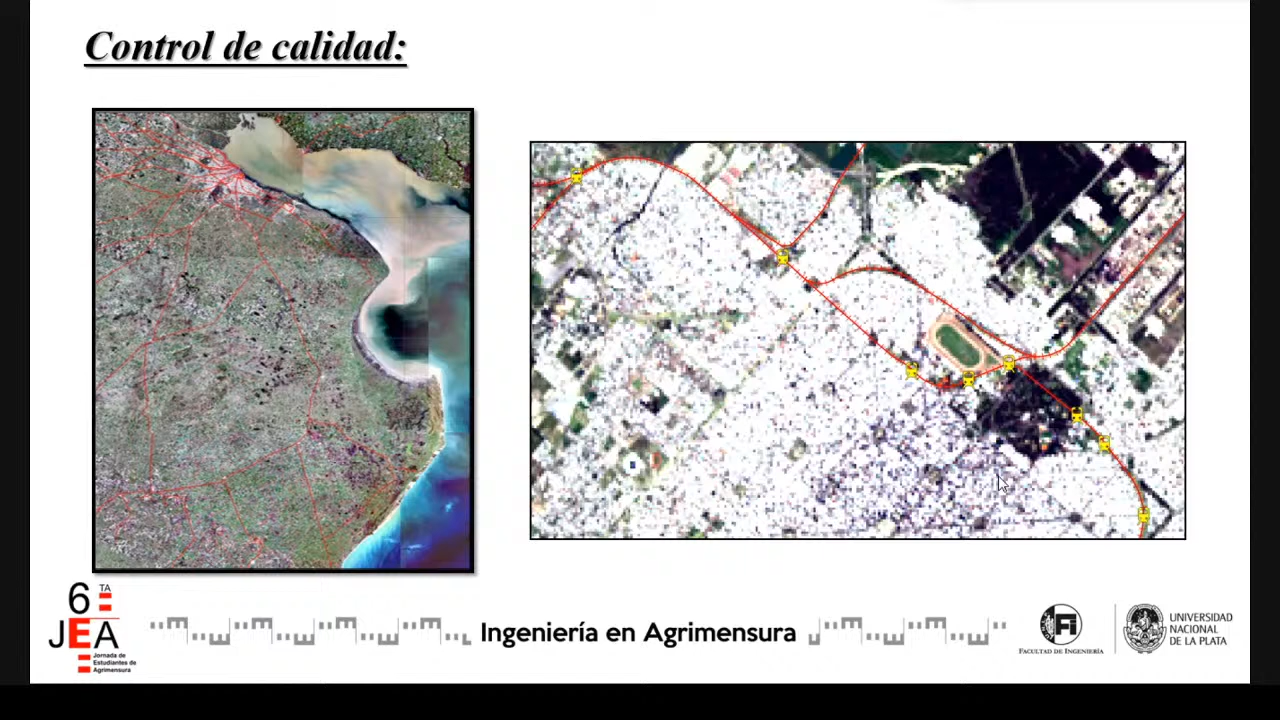 Control de calidad:
6 TA
JEA
Jornada de
Estudiantes de
Agrimensura
Ingeniería en Agrimensura
Fi
FACULTAD DE INGENIERÍA
UNIVERSIDAD
NACIONAL
DE LA PLATA